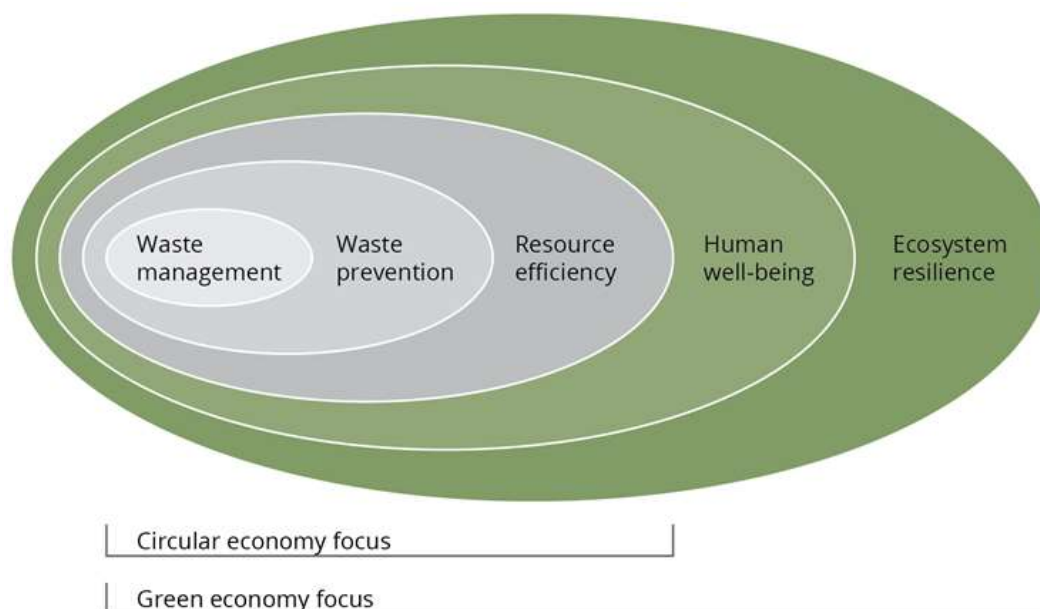 Waste
management
Waste
prevention
Resource
efficiency
Human
well-being
Ecosystem
resilience
Circular economy focus
Green economy focus